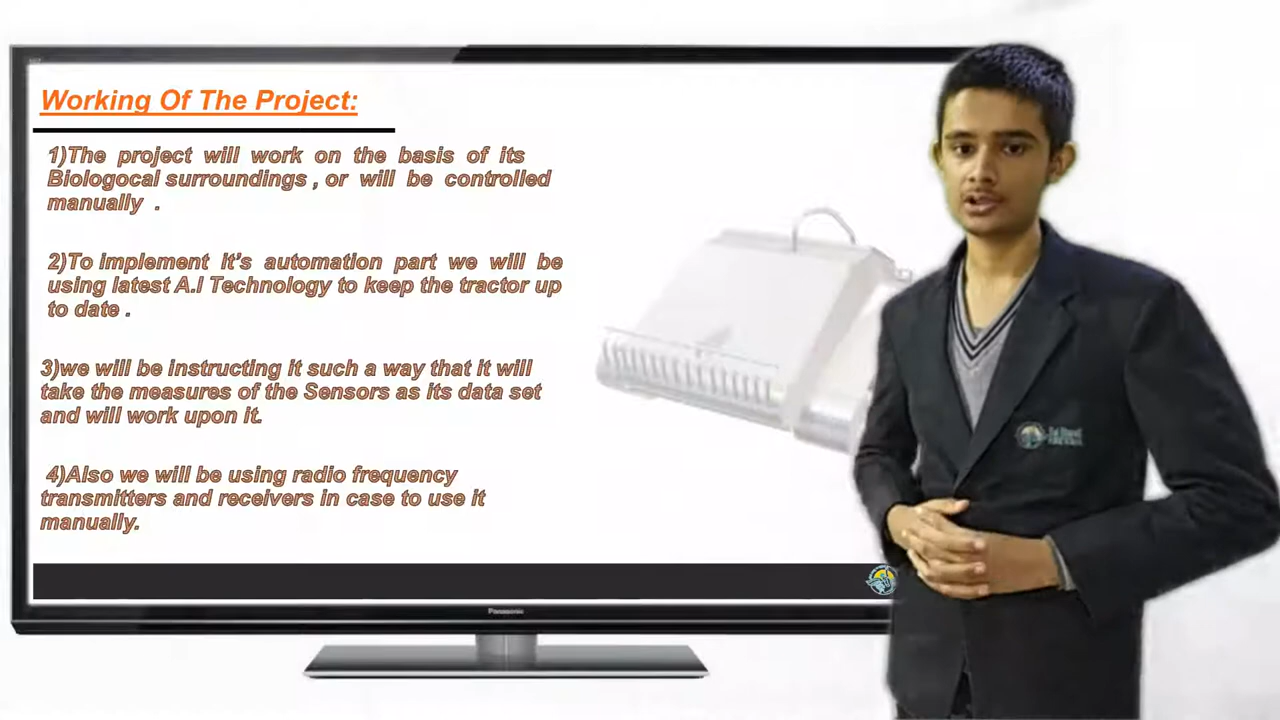 Working Of The Project:
1)The project will work on the basis of its
Biologocal surroundings , or will be controlled
manually .
2)To implement it's automation part we will be
using latest A.I Technology to keep the tractor up
to date .
3)we will be instructing it such a way that it will
take the measures of the Sensors as its data set
and will work upon it.
4)Also we will be using radio frequency
transmitters and receivers in case to use it
manually.
Panasonic